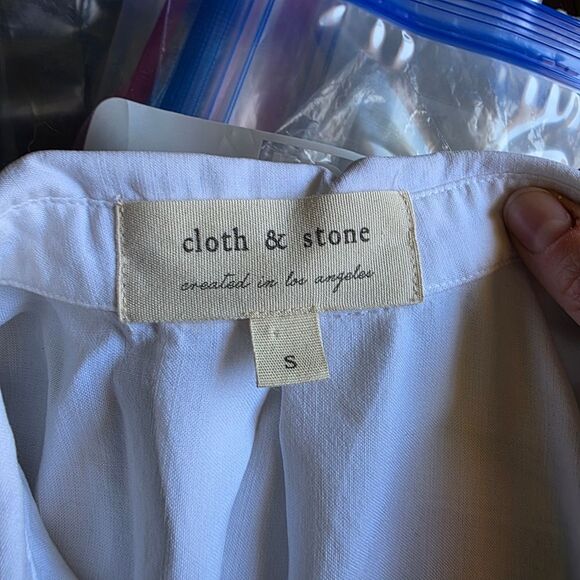 cloth & stone
created in los angeles
S